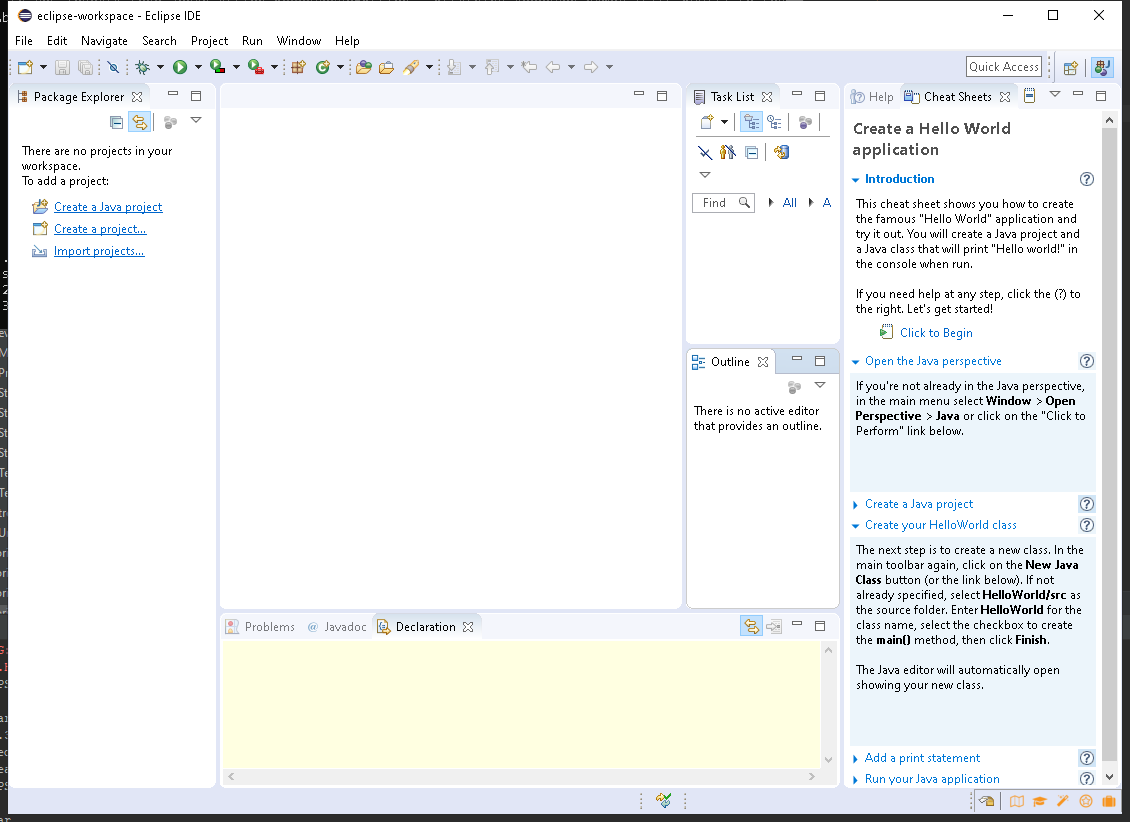 eclipse-workspace - Eclipse IDE
File Edit Navigate Search Project Run Window Help
Quick Access
Package Explorer
There are no projects in your
workspace.
To add a project:
Create a Java project
Create a project...
Import projects...
Task List
Find
All
A
Outline
There is no active editor
that provides an outline.
Problems @ Javadoc Declaration
Help Cheat Sheets
Create a Hello World
application
Introduction
This cheat sheet shows you how to create
the famous "Hello World" application and
try it out. You will create a Java project and
a Java class that will print "Hello world!" in
the console when run.
If you need help at any step, click the (?) to
the right. Let's get started!
Click to Begin
Open the Java perspective
If you're not already in the Java perspective,
in the main menu select Window > Open
Perspective > Java or click on the "Click to
Perform" link below.
Create a Java project
Create your HelloWorld class
The next step is to create a new class. In the
main toolbar again, click on the New Java
Class button (or the link below). If not
already specified, select HelloWorld/src as
the source folder. Enter HelloWorld for the
class name, select the checkbox to create
the main() method, then click Finish.
The Java editor will automatically open
showing your new class.
Add a print statement
Run your Java application